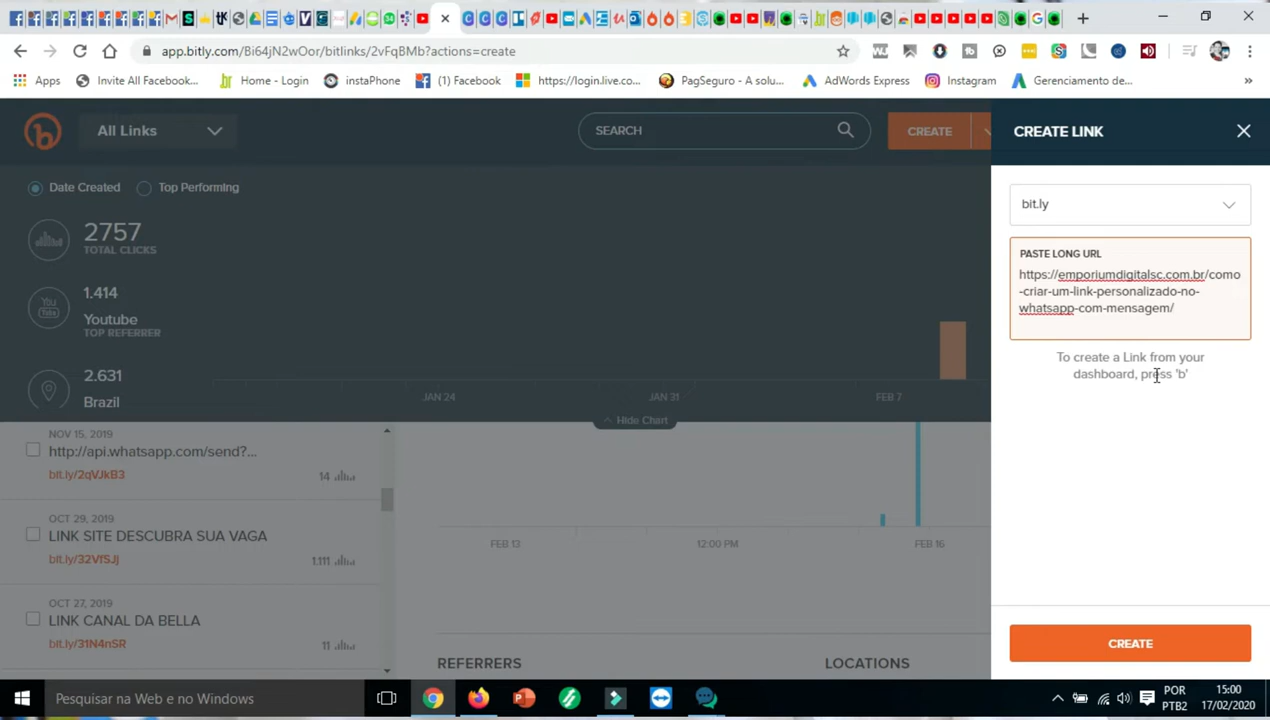 34
app.bitly.com/Bi64jN2wOor/bitlinks/2vFqBMb?actions=create
Apps
Invite All Facebook...
Home - Login
instaPhone
(1) Facebook
https://login.live.co...
PagSeguro - A solu...
AdWords Express
Instagram
Gerenciamento de...
»
All Links
SEARCH
CREATE
CREATE LINK
Date Created
Top Performing
bit.ly
2757
TOTAL CLICKS
PASTE LONG URL
https://emporiumdigitalsc.com.br/como
-criar-um-link-personalizado-no-
whatsapp-com-mensagem/
1.414
Youtube
TOP REFERRER
To create a Link from your
dashboard, press 'b'
2.631
Brazil
JAN 24
JAN 31
FEB 7
Hide Chart
NOV 15, 2019
http://api.whatsapp.com/send?...
bit.ly/2qVJkB3
14
OCT 29, 2019
LINK SITE DESCUBRA SUA VAGA
bit.ly/32VfSJj
1.111
FEB 13
12:00 PM
FEB 16
OCT 27, 2019
LINK CANAL DA BELLA
bit.ly/31N4nSR
11
REFERRERS
LOCATIONS
CREATE
Pesquisar na Web e no Windows
POR
PTB2
15:00
17/02/2020